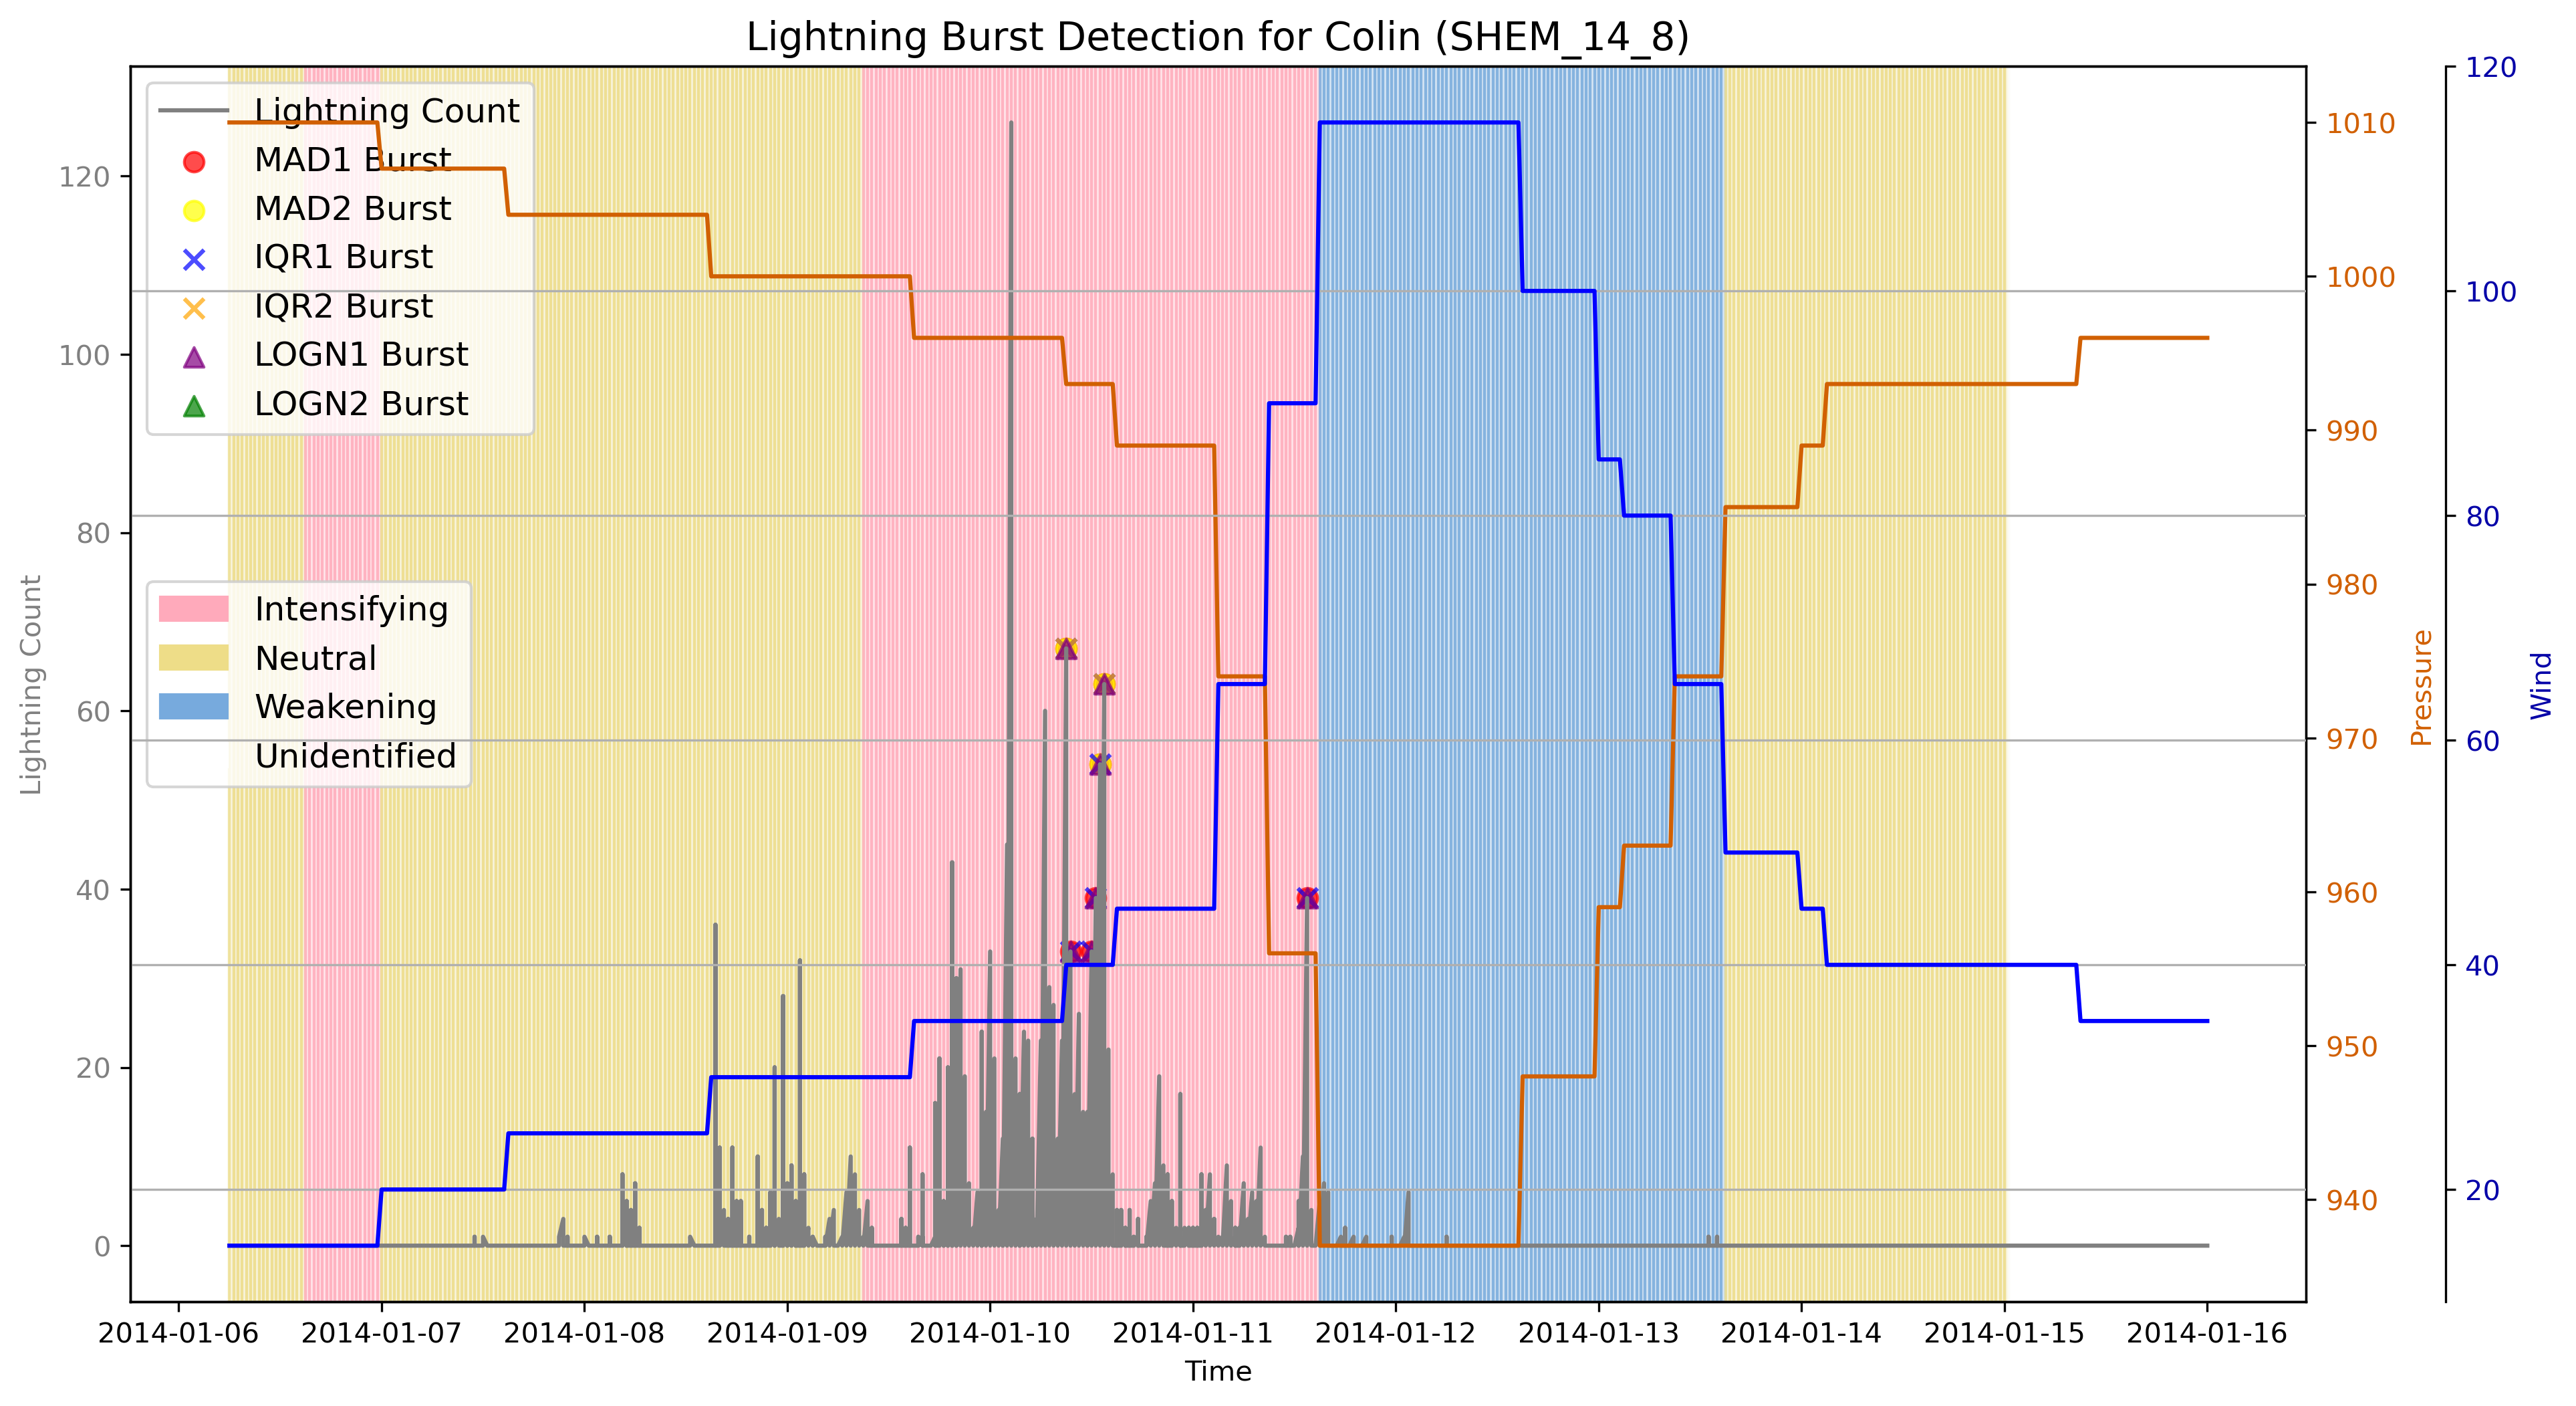 Lightning Burst Detection for Colin (SHEM_14_8)
Lightning Count
MAD1 Burst
MAD2 Burst
IQR1 Burst
IQR2 Burst
LOGN1 Burst
LOGN2 Burst
Intensifying
Neutral
Weakening
Unidentified
Lightning Count
120
100
80
60
40
20
0
1010
1000
990
980
970
960
950
940
Pressure
120
100
80
60
40
20
Wind
2014-01-06
2014-01-07
2014-01-08
2014-01-09
2014-01-10
2014-01-11
2014-01-12
2014-01-13
2014-01-14
2014-01-15
2014-01-16
Time